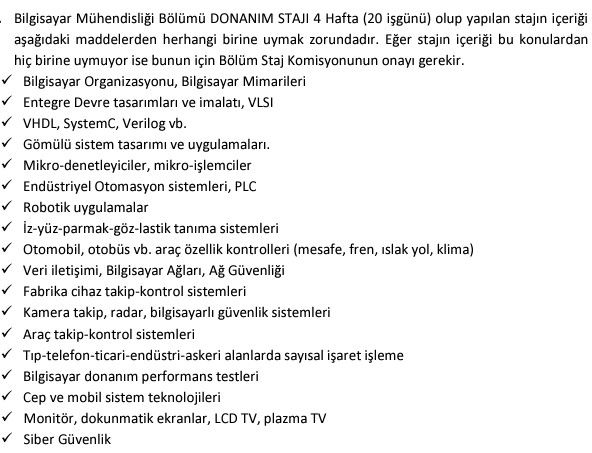 . Bilgisayar Mühendisliği Bölümü DONANIM STAJI 4 Hafta (20 işgünü) olup yapılan stajın içeriği
aşağıdaki maddelerden herhangi birine uymak zorundadır. Eğer stajın içeriği bu konulardan
hiç birine uymuyor ise bunun için Bölüm Staj Komisyonunun onayı gerekir.
✓ Bilgisayar Organizasyonu, Bilgisayar Mimarileri
✓ Entegre Devre tasarımları ve imalatı, VLSI
✓ VHDL, SystemC, Verilog vb.
✓ Gömülü sistem tasarımı ve uygulamaları.
✓ Mikro-denetleyiciler, mikro-işlemciler
✓ Endüstriyel Otomasyon sistemleri, PLC
✓ Robotik uygulamalar
✓ İz-yüz-parmak-göz-lastik tanıma sistemleri
✓ Otomobil, otobüs vb. araç özellik kontrolleri (mesafe, fren, ıslak yol, klima)
✓ Veri iletişimi, Bilgisayar Ağları, Ağ Güvenliği
✓ Fabrika cihaz takip-kontrol sistemleri
✓ Kamera takip, radar, bilgisayarlı güvenlik sistemleri
✓ Araç takip-kontrol sistemleri
✓ Tıp-telefon-ticari-endüstri-askeri alanlarda sayısal işaret işleme
✓ Bilgisayar donanım performans testleri
✓ Cep ve mobil sistem teknolojileri
✓ Monitör, dokunmatik ekranlar, LCD TV, plazma TV
✓ Siber Güvenlik